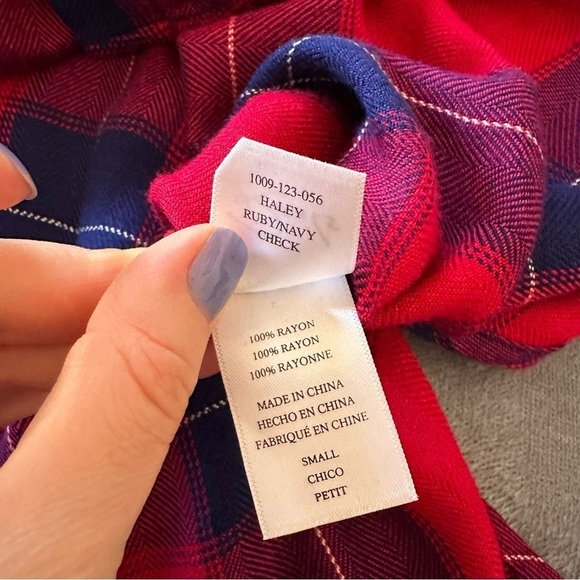 1009-123-056
HALEY
RUBY/NAVY
CHECK
100% RAYON
100% RAYON
100% RAYONNE
MADE IN CHINA
HECHO EN CHINA
FABRIQUÉ EN CHINE
SMALL
CHICO
PETIT